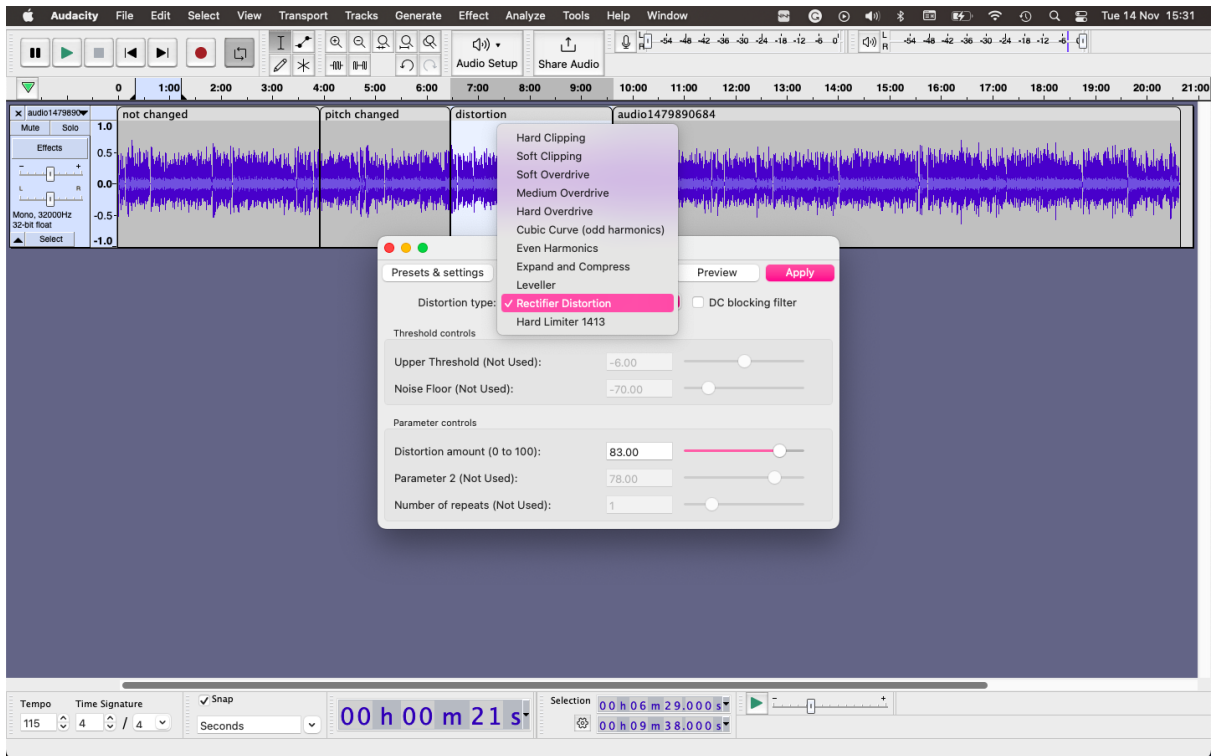 Audacity File Edit Select View Transport Tracks Generate Effect Analyze Tools Help Window Tue 14 Nov 15:31
Audio Setup Share Audio
L R -54 -48 -42 -36 -30 -24 -18 -12 -6 0
L R -54 -48 -42 -36 -30 -24 -18 -12 -6 0
0 1:00 2:00 3:00 4:00 5:00 6:00 7:00 8:00 9:00 10:00 11:00 12:00 13:00 14:00 15:00 16:00 17:00 18:00 19:00 20:00 21:00
audio1479890 not changed pitch changed distortion audio1479890684
Mute Solo
Effects
- +
L R
Mono, 32000Hz
32-bit float
Select
1.0
0.5
0.0
-0.5
-1.0
Hard Clipping
Soft Clipping
Soft Overdrive
Medium Overdrive
Hard Overdrive
Cubic Curve (odd harmonics)
Even Harmonics
Expand and Compress
Leveller
✓ Rectifier Distortion
Hard Limiter 1413
Presets & settings Preview Apply
Distortion type: DC blocking filter
Threshold controls
Upper Threshold (Not Used): -6.00
Noise Floor (Not Used): -70.00
Parameter controls
Distortion amount (0 to 100): 83.00
Parameter 2 (Not Used): 78.00
Number of repeats (Not Used): 1
Tempo Time Signature Snap
115 4 / 4 Seconds
00 h 00 m 21 s
Selection
00 h 06 m 29.000 s
00 h 09 m 38.000 s
- +